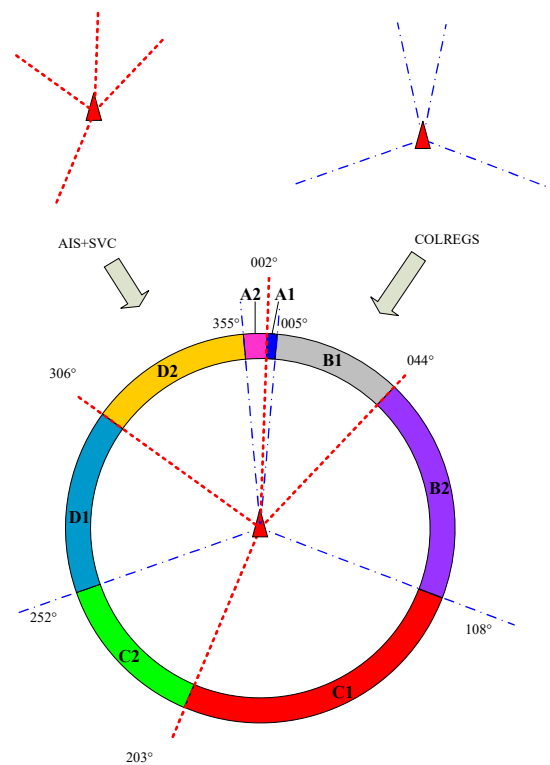 AIS+SVC
COLREGS
002°
A2 A1
355° 005°
B1
044°
D2
306°
B2
D1
252°
108°
C2
C1
203°